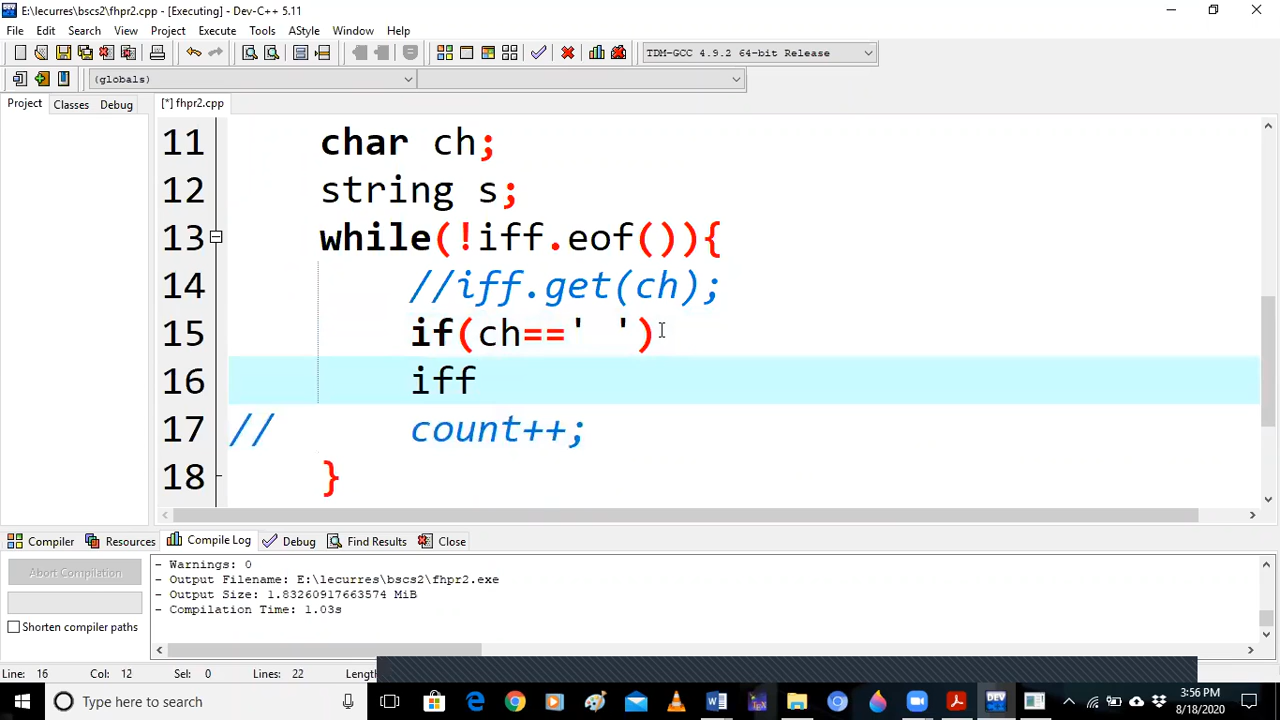 E:\lecurres\bscs2\fhpr2.cpp - [Executing] - Dev-C++ 5.11
File Edit Search View Project Execute Tools AStyle Window Help
TDM-GCC 4.9.2 64-bit Release
(globals)
Project Classes Debug [*] fhpr2.cpp
11 char ch;
12 string s;
13 while(!iff.eof()){
14 //iff.get(ch);
15 if(ch==' ')
16 iff
17 // count++;
18 }
Compiler Resources Compile Log Debug Find Results Close
Abort Compilation
Shorten compiler paths
- Warnings: 0
- Output Filename: E:\lecurres\bscs2\fhpr2.exe
- Output Size: 1.83260917663574 MiB
- Compilation Time: 1.03s
Line: 16 Col: 12 Sel: 0 Lines: 22
Type here to search
3:56 PM
8/18/2020